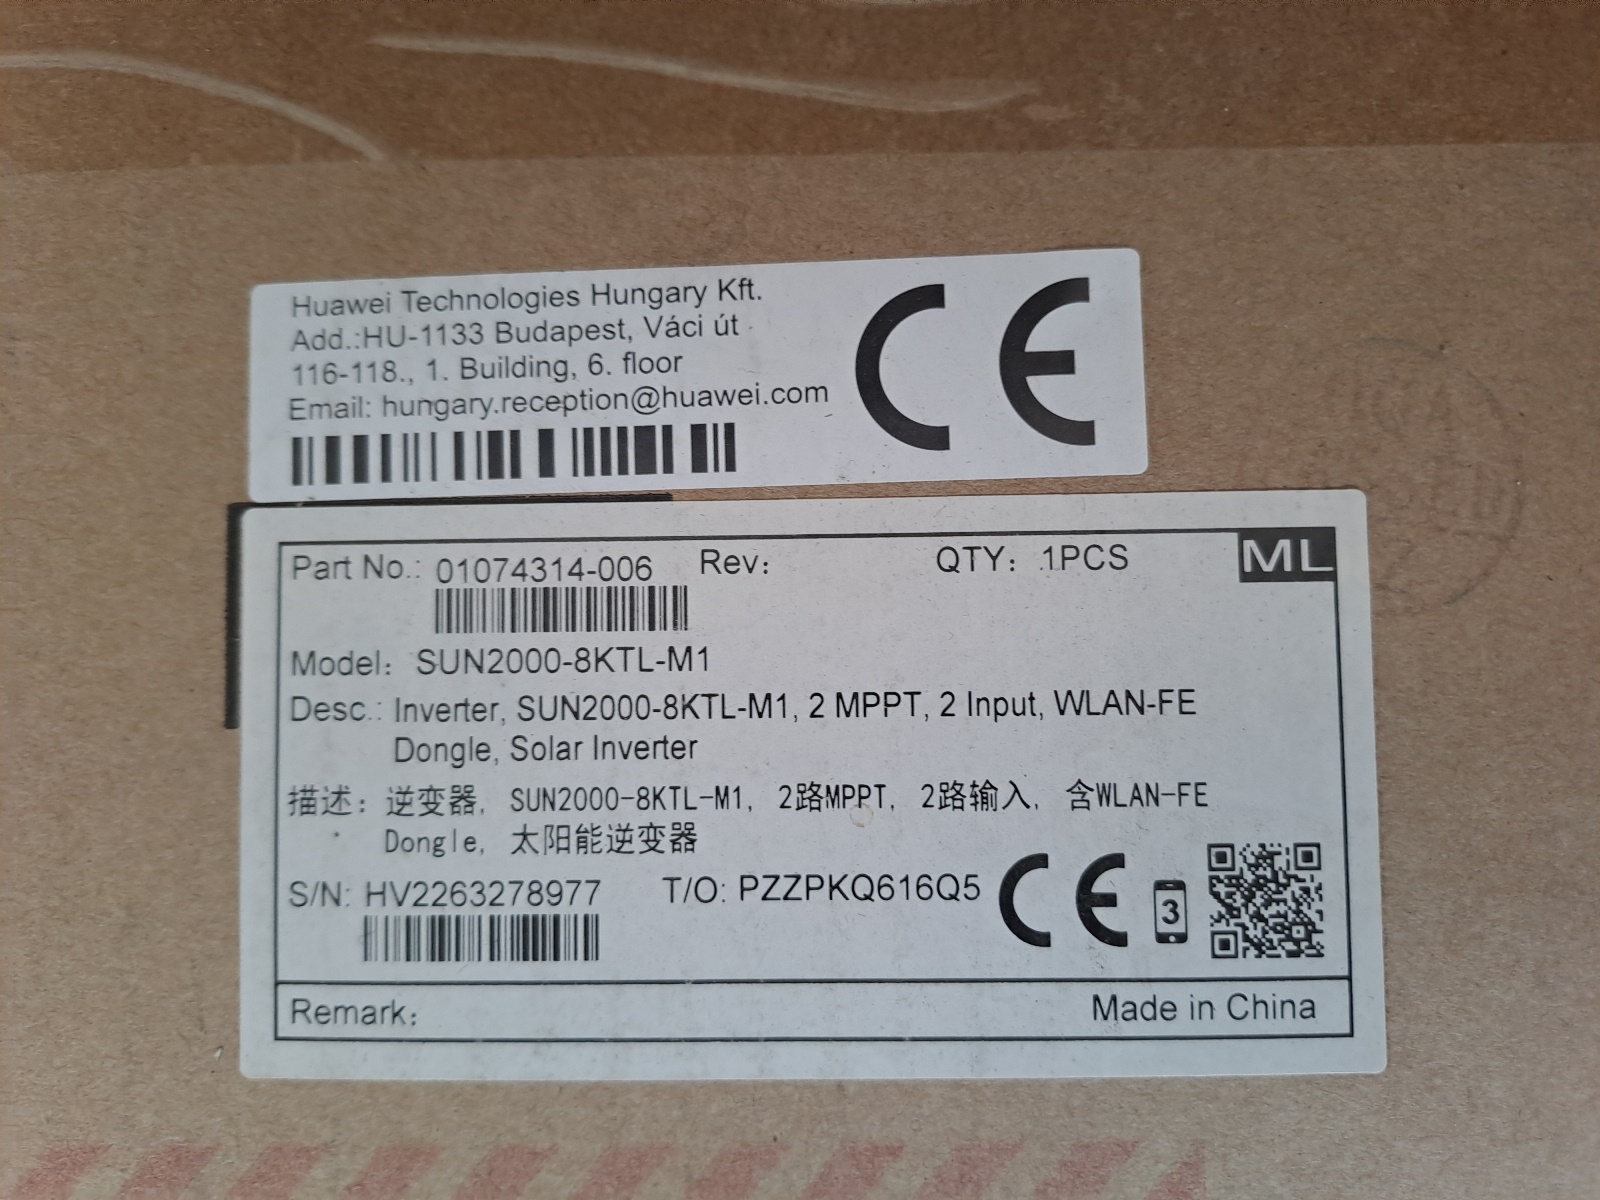 Huawei Technologies Hungary Kft.
Add.:HU-1133 Budapest, Váci út
116-118., 1. Building, 6. floor
Email: hungary.reception@huawei.com
CE
Part No.: 01074314-006 Rev: QTY: 1PCS ML
Model: SUN2000-8KTL-M1
Desc.: Inverter, SUN2000-8KTL-M1, 2 MPPT, 2 Input, WLAN-FE
Dongle, Solar Inverter
描述: 逆变器, SUN2000-8KTL-M1, 2路MPPT, 2路输入, 含WLAN-FE
Dongle, 太阳能逆变器
S/N: HV2263278977 T/O: PZZPKQ616Q5 CE 3
Remark: Made in China